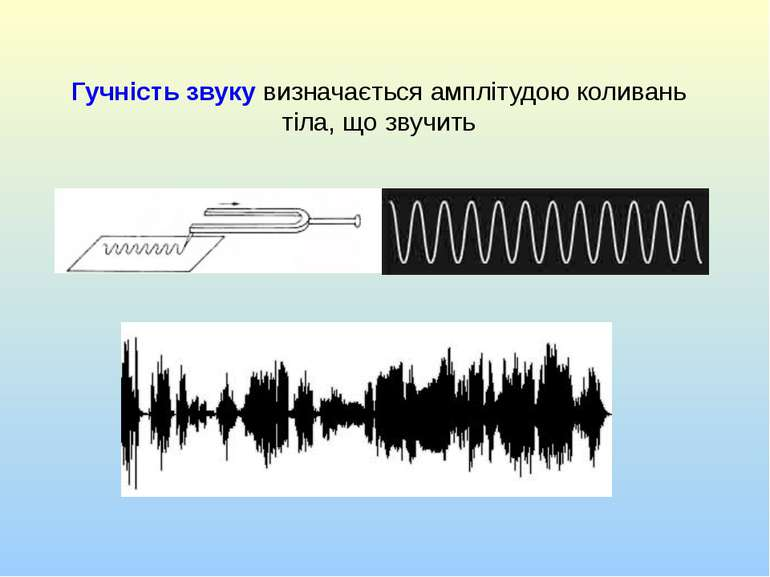 Гучність звуку визначається амплітудою коливань
тіла, що звучить